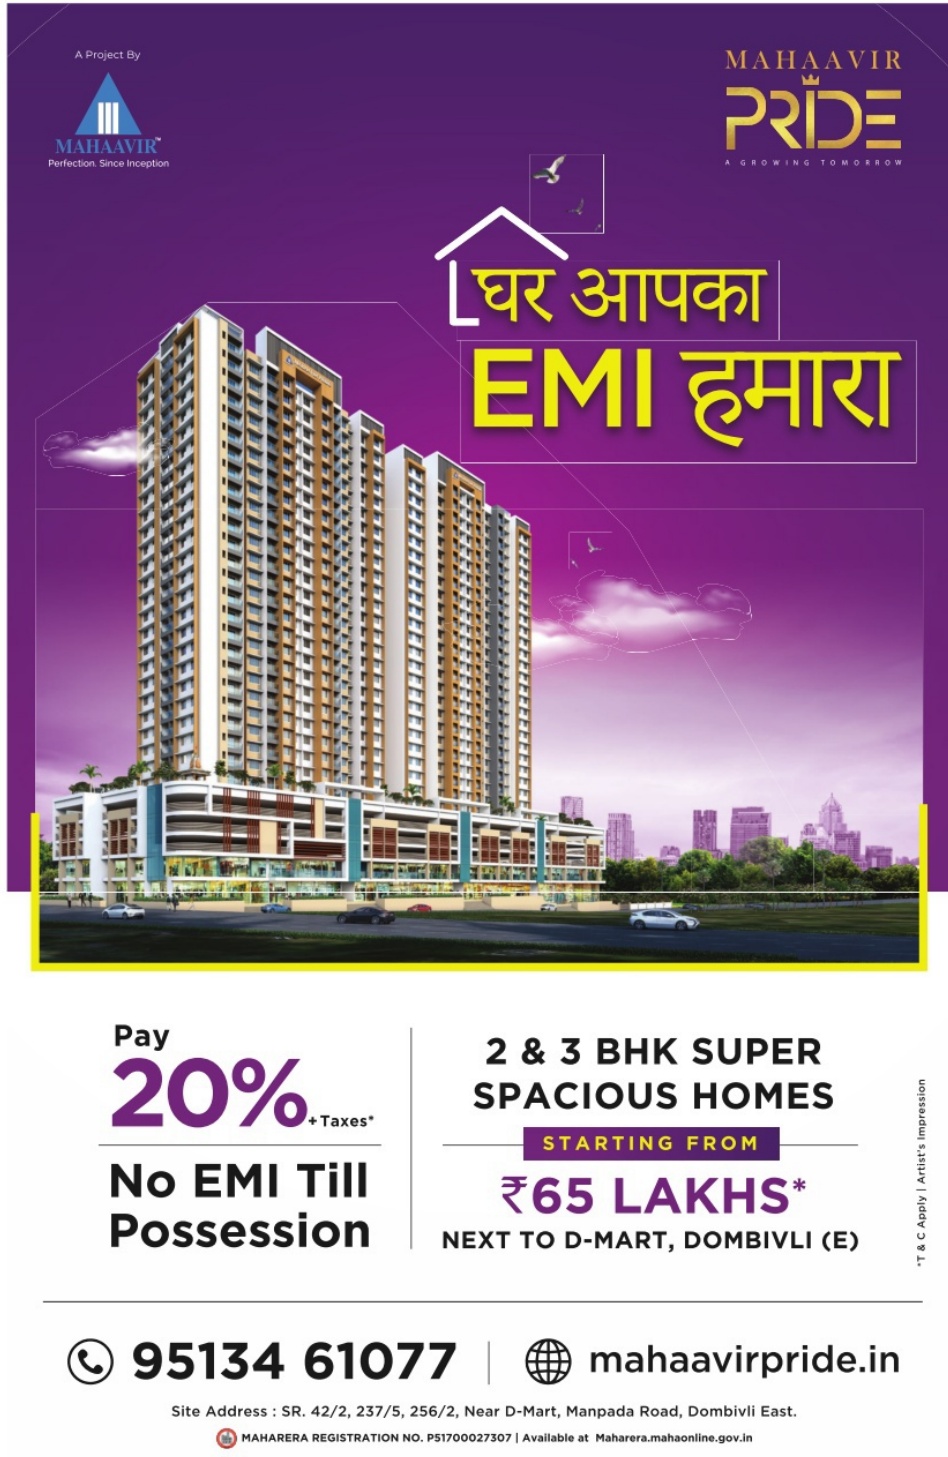 A Project By
MAHAAVIR™
Perfection. Since Inception
MAHAAVIR
PRIDE
A GROWING TOMORROW
घर आपका
EMI हमारा
Pay
20% + Taxes*
No EMI Till
Possession
2 & 3 BHK SUPER
SPACIOUS HOMES
STARTING FROM
₹65 LAKHS*
NEXT TO D-MART, DOMBIVLI (E)
*T & C Apply | Artist's Impression
95134 61077 | mahaavirpride.in
Site Address : SR. 42/2, 237/5, 256/2, Near D-Mart, Manpada Road, Dombivli East.
MAHARERA REGISTRATION NO. P51700027307 | Available at Maharera.mahaonline.gov.in